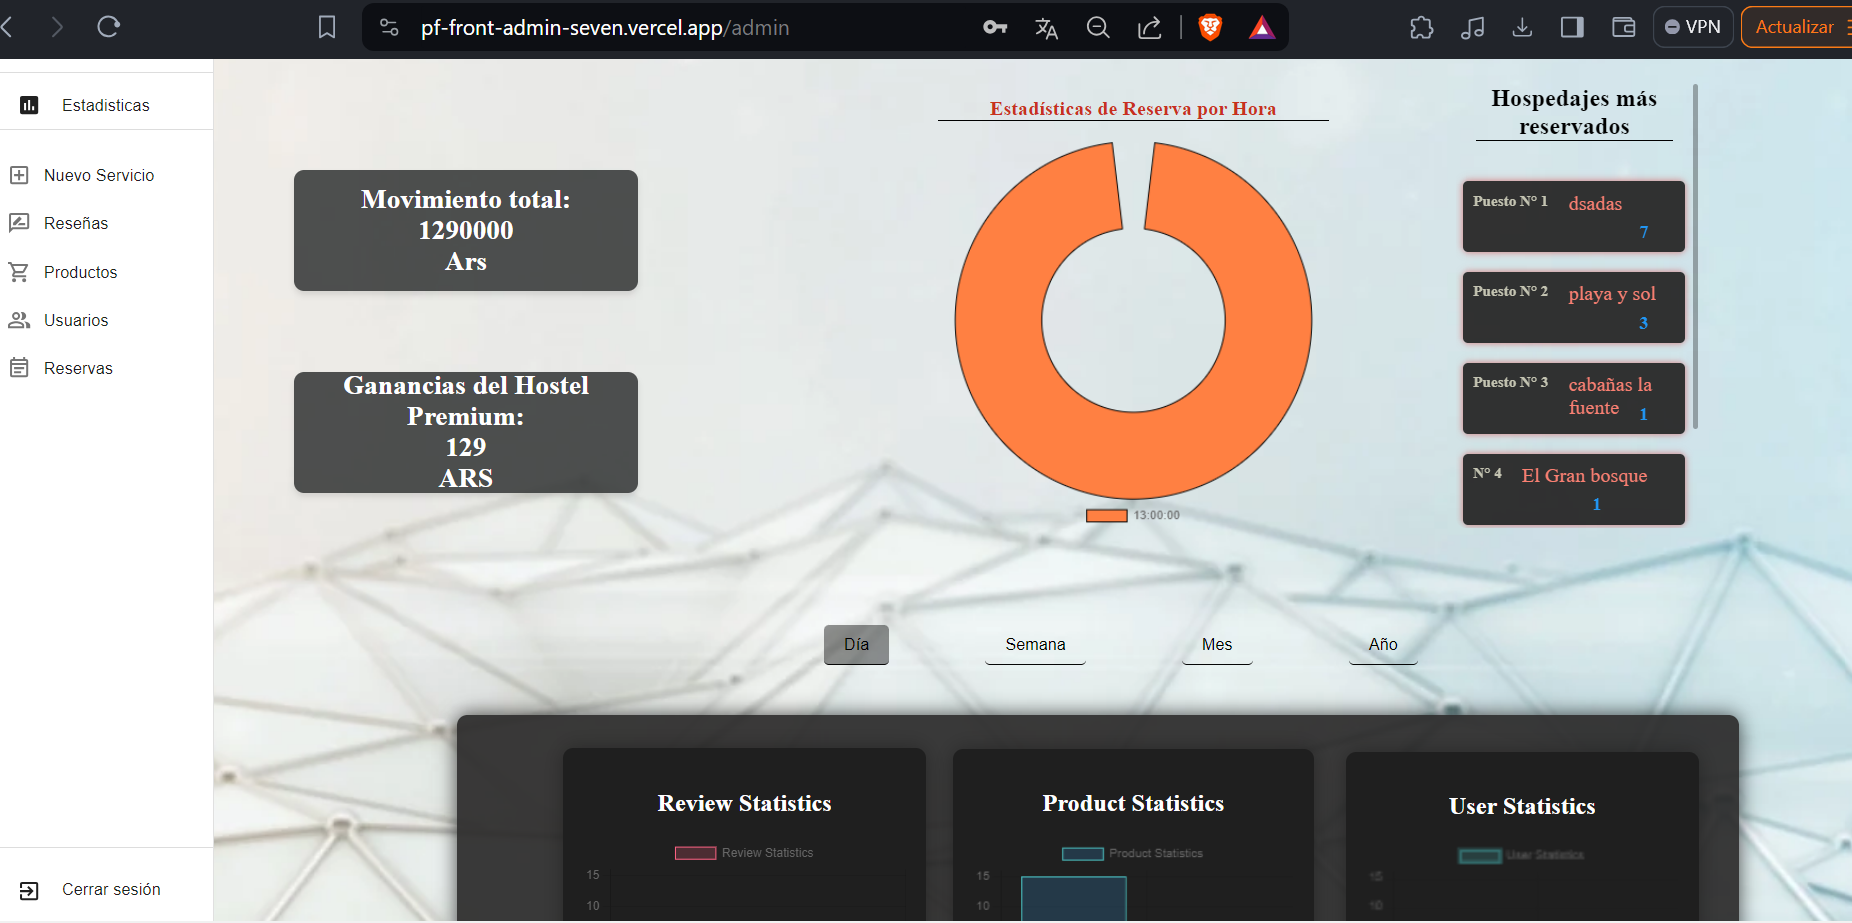 pf-front-admin-seven.vercel.app/admin
VPN
Actualizar
Estadisticas
Nuevo Servicio
Reseñas
Productos
Usuarios
Reservas
Cerrar sesión
Movimiento total:
1290000
Ars
Ganancias del Hostel
Premium:
129
ARS
Estadísticas de Reserva por Hora
13:00:00
Hospedajes más
reservados
Puesto N° 1 dsadas
7
Puesto N° 2 playa y sol
3
Puesto N° 3 cabañas la
fuente 1
N° 4 El Gran bosque
1
Día Semana Mes Año
Review Statistics
Review Statistics
15
10
Product Statistics
Product Statistics
15
10
User Statistics
User Statistics
15
10